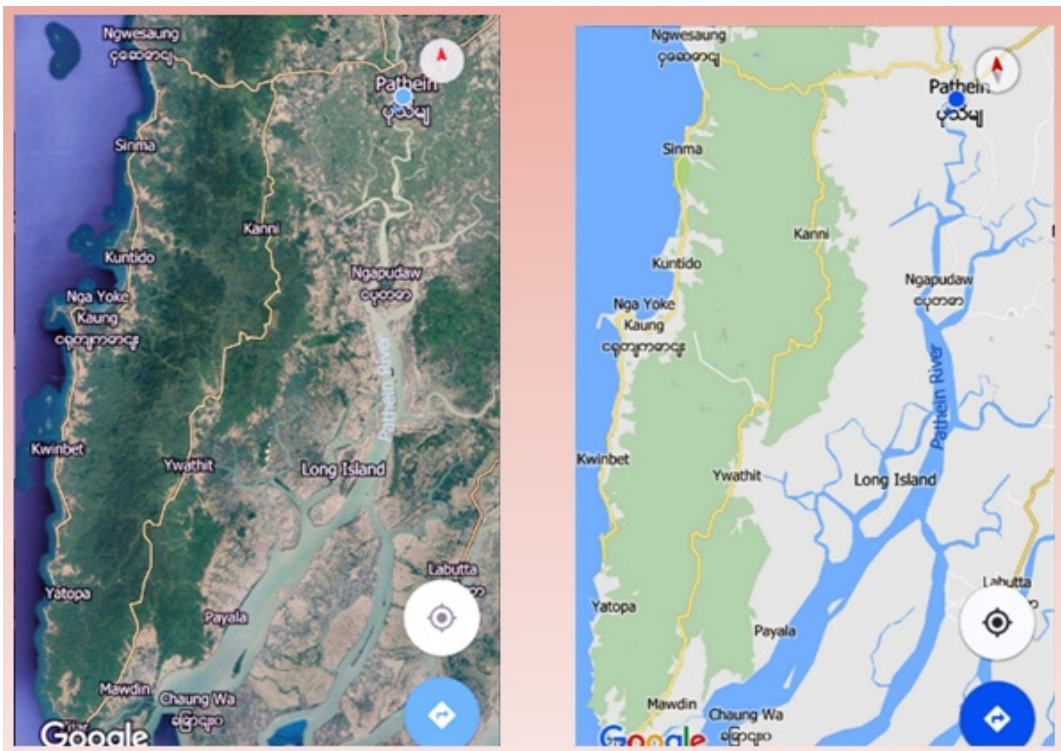 Ngwesaung
ငှဆောငျ
Pathein
ပုသိမျ
Sinma
Kanni
Kuntido
Ngapudaw
ငပုတော
Nga Yoke
Kaung
ငရုတျကောငျး
Pathein River
Kwinbet
Ywathit
Long Island
Labutta
Yatopa
Payala
Mawdin
Chaung Wa
ခြောငျးဝ
Google
Ngwesaung
ငှဆောငျ
Pathein
ပုသိမျ
Sinma
Kanni
Kuntido
Ngapudaw
ငပုတော
Nga Yoke
Kaung
ငရုတျကောငျး
Pathein River
Kwinbet
Ywathit
Long Island
Labutta
Yatopa
Payala
Mawdin
Chaung Wa
ခြောငျးဝ
Google